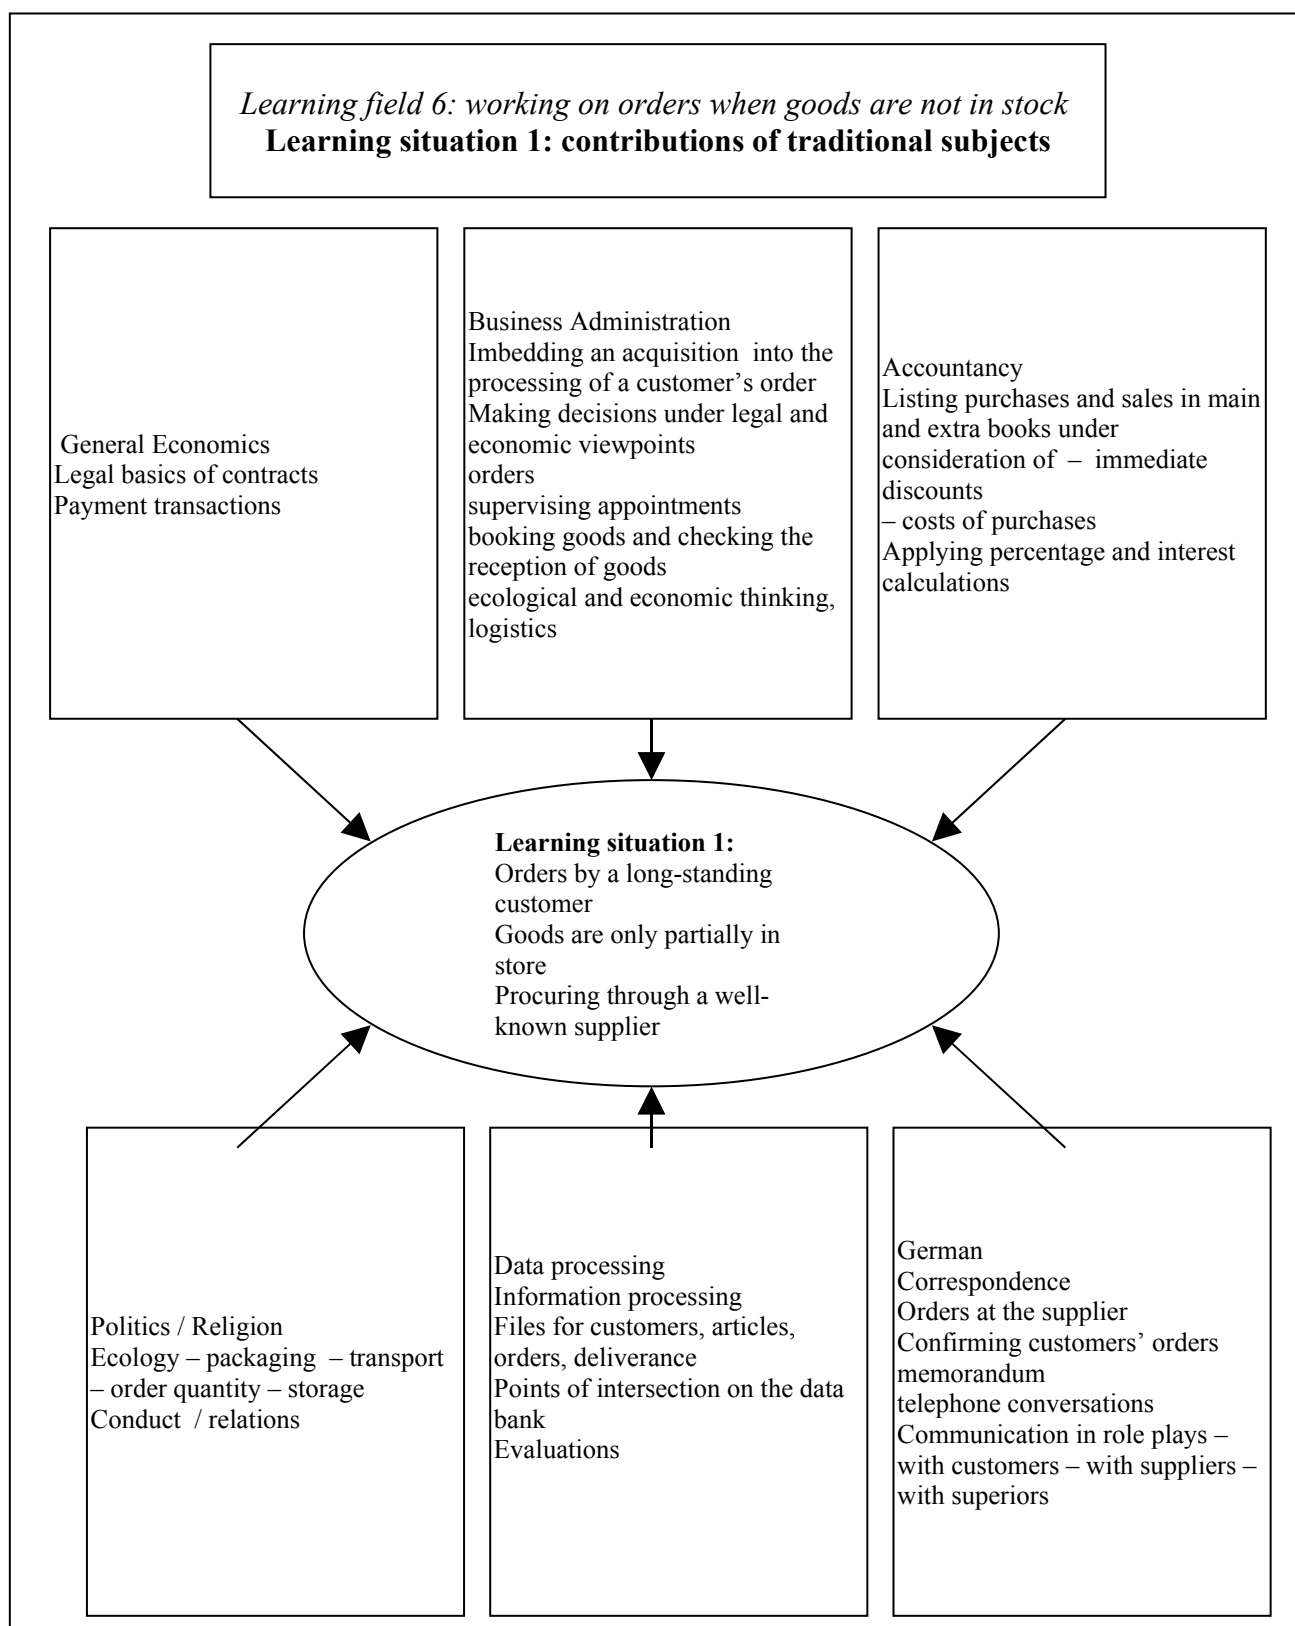 Learning field 6: working on orders when goods are not in stock
Learning situation 1: contributions of traditional subjects
General Economics
Legal basics of contracts
Payment transactions
Business Administration
Imbedding an acquisition into the
processing of a customer's order
Making decisions under legal and
economic viewpoints
orders
supervising appointments
booking goods and checking the
reception of goods
ecological and economic thinking,
logistics
Accountancy
Listing purchases and sales in main
and extra books under
consideration of – immediate
discounts
– costs of purchases
Applying percentage and interest
calculations
Learning situation 1:
Orders by a long-standing
customer
Goods are only partially in
store
Procuring through a well-
known supplier
Politics / Religion
Ecology – packaging – transport
– order quantity – storage
Conduct / relations
Data processing
Information processing
Files for customers, articles,
orders, deliverance
Points of intersection on the data
bank
Evaluations
German
Correspondence
Orders at the supplier
Confirming customers' orders
memorandum
telephone conversations
Communication in role plays –
with customers – with suppliers –
with superiors